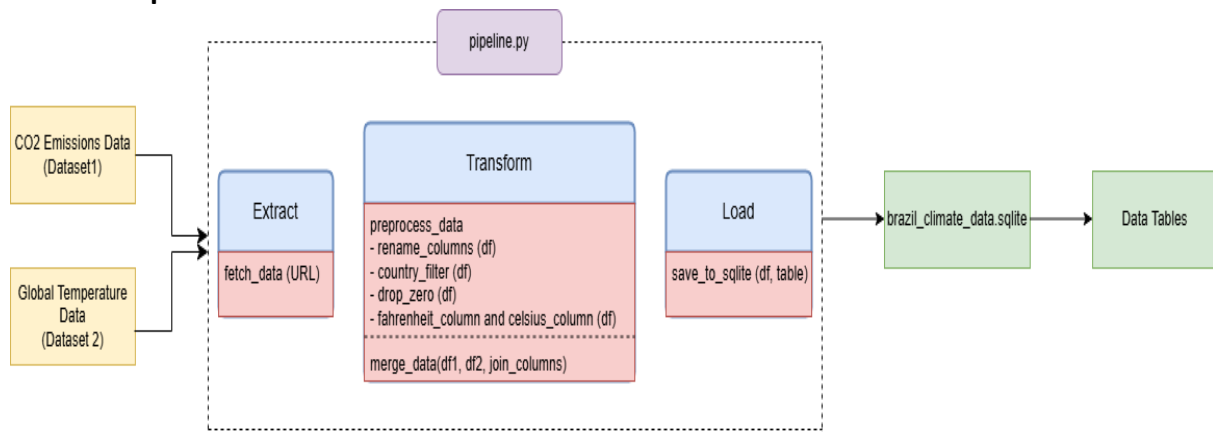 pipeline.py
CO2 Emissions Data
(Dataset1)
Global Temperature
Data
(Dataset 2)
Extract
fetch_data (URL)
Transform
preprocess_data
- rename_columns (df)
- country_filter (df)
- drop_zero (df)
- fahrenheit_column and celsius_column (df)
merge_data(df1, df2, join_columns)
Load
save_to_sqlite (df, table)
brazil_climate_data.sqlite
Data Tables